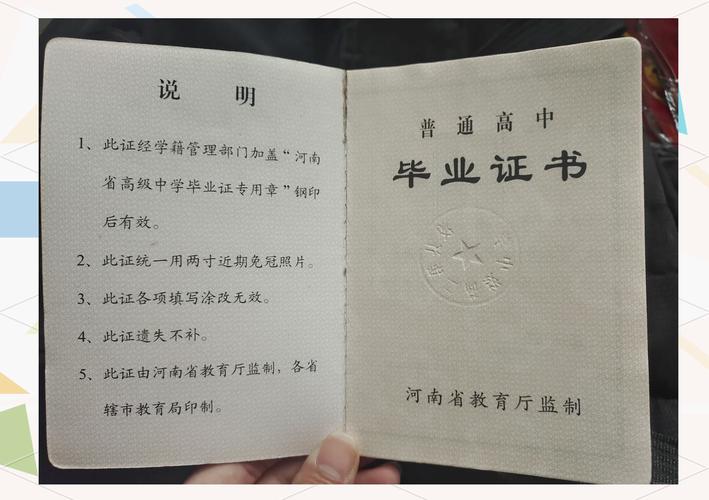 说 明
1、此证经学籍管理部门加盖“河南
省高级中学毕业证专用章”钢印
后有效。
2、此证统一用两寸近期免冠照片。
3、此证各项填写涂改无效。
4、此证遗失不补。
5、此证由河南省教育厅监制，各省
辖市教育局印制。
普通高中
毕业证书
河南省教育厅监制